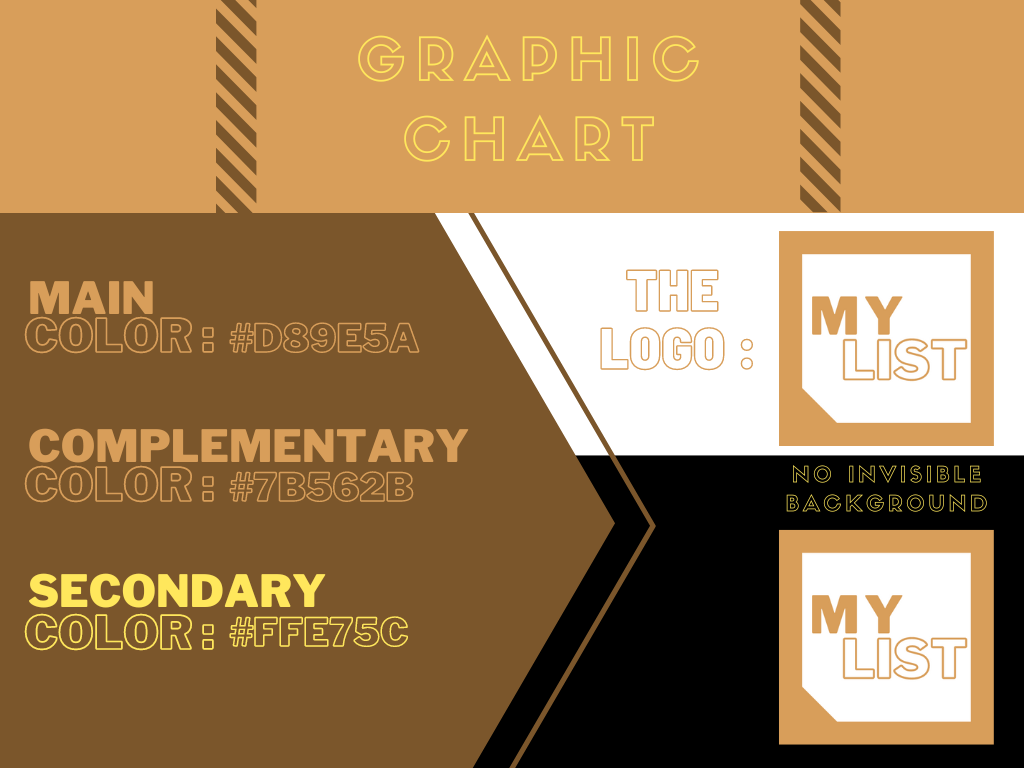 GRAPHIC
CHART
MAIN
COLOR : #D89E5A
COMPLEMENTARY
COLOR : #7B562B
SECONDARY
COLOR : #FFE75C
THE
LOGO :
MY
LIST
NO INVISIBLE
BACKGROUND
MY
LIST